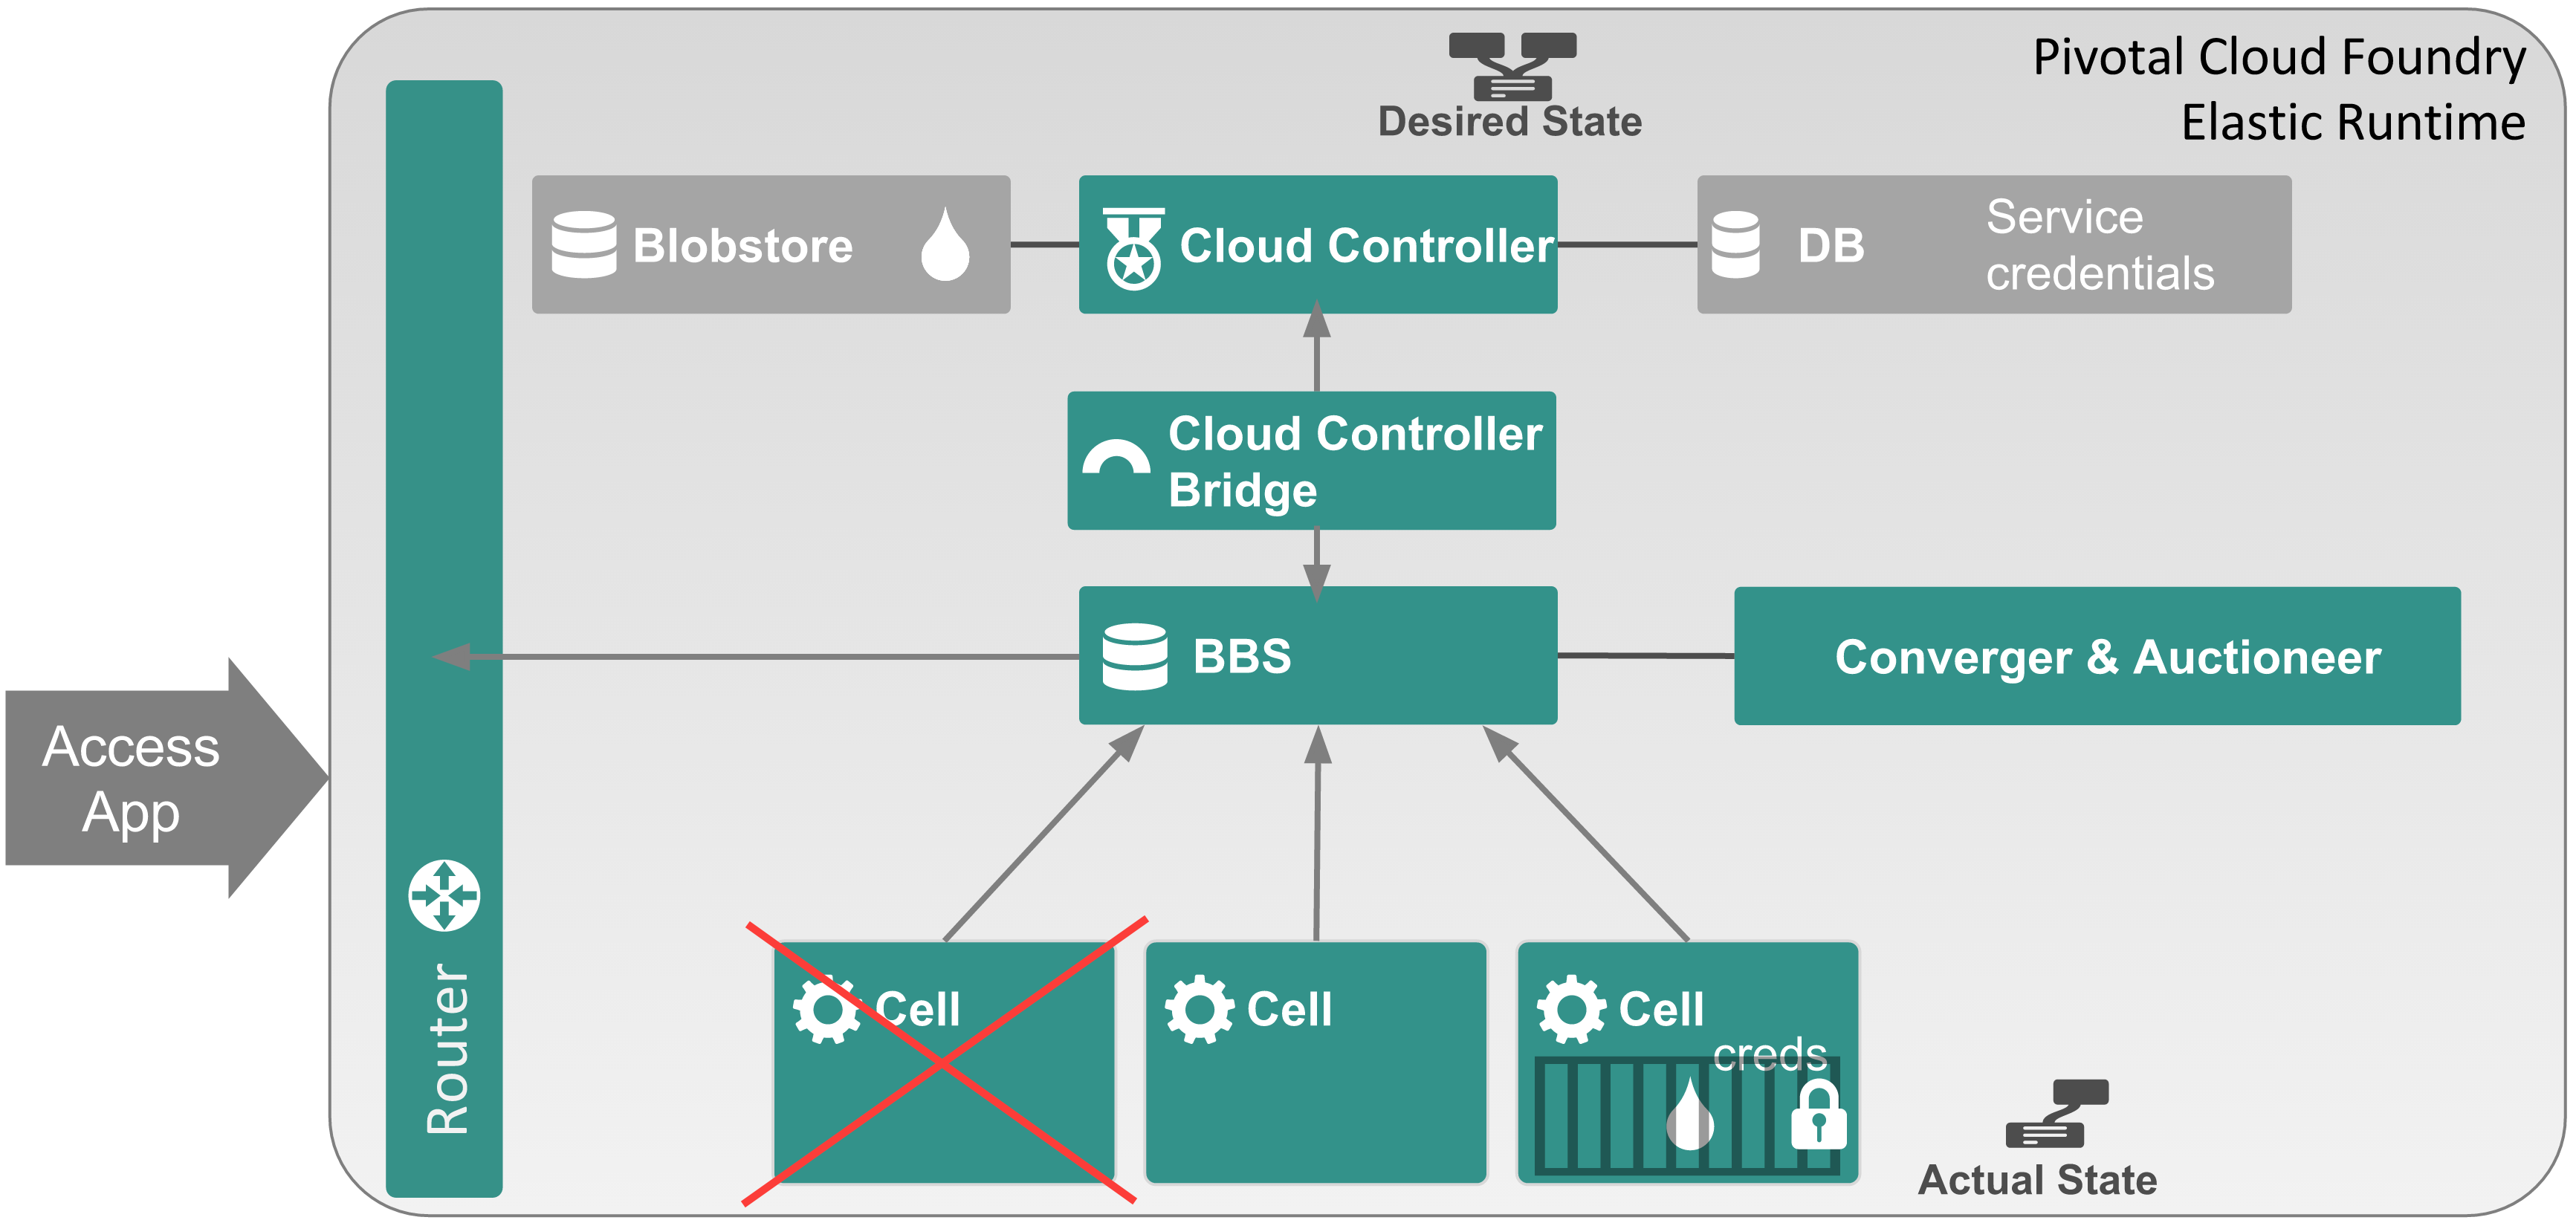 Pivotal Cloud Foundry
Elastic Runtime
Desired State
Blobstore
Cloud Controller
DB
Service
credentials
Cloud Controller
Bridge
BBS
Converger & Auctioneer
Access
App
Router
Cell
Cell
Cell
creds
Actual State